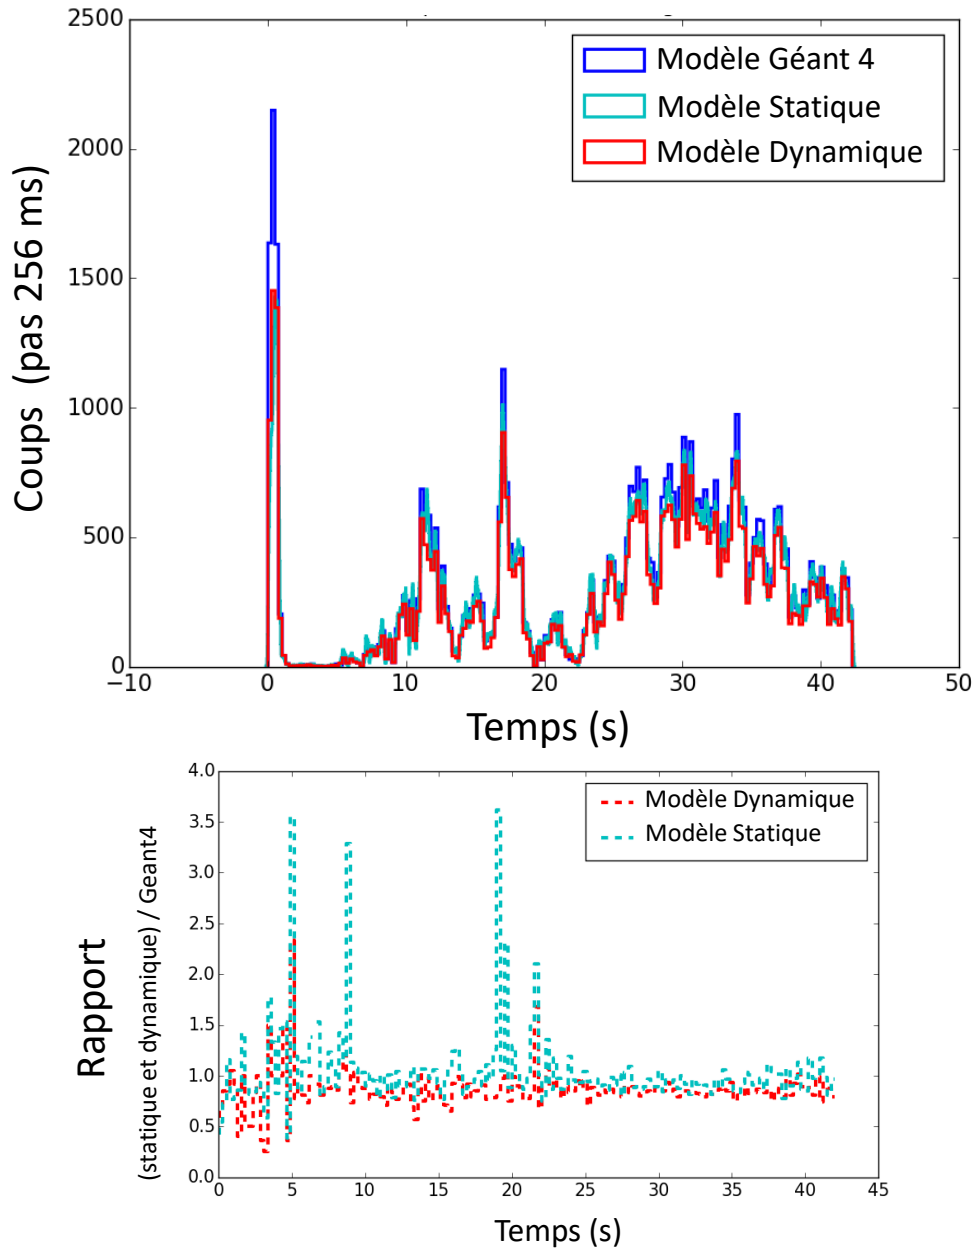 2500
2000
1500
1000
500
0
Coups (pas 256 ms)
Modèle Géant 4
Modèle Statique
Modèle Dynamique
−10 0 10 20 30 40 50
Temps (s)
4.0
3.5
3.0
2.5
2.0
1.5
1.0
0.5
0.0
Rapport
(statique et dynamique) / Geant4
Modèle Dynamique
Modèle Statique
0 5 10 15 20 25 30 35 40 45
Temps (s)